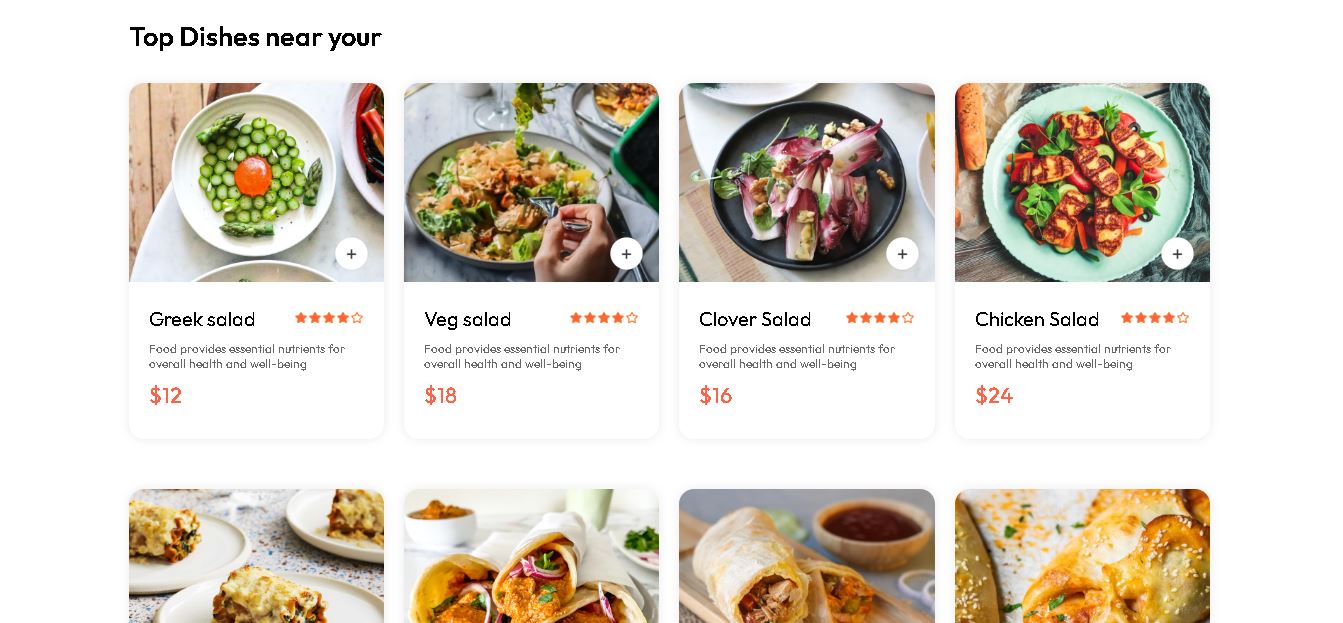 Top Dishes near your
Greek salad
Food provides essential nutrients for
overall health and well-being
$12
Veg salad
Food provides essential nutrients for
overall health and well-being
$18
Clover Salad
Food provides essential nutrients for
overall health and well-being
$16
Chicken Salad
Food provides essential nutrients for
overall health and well-being
$24